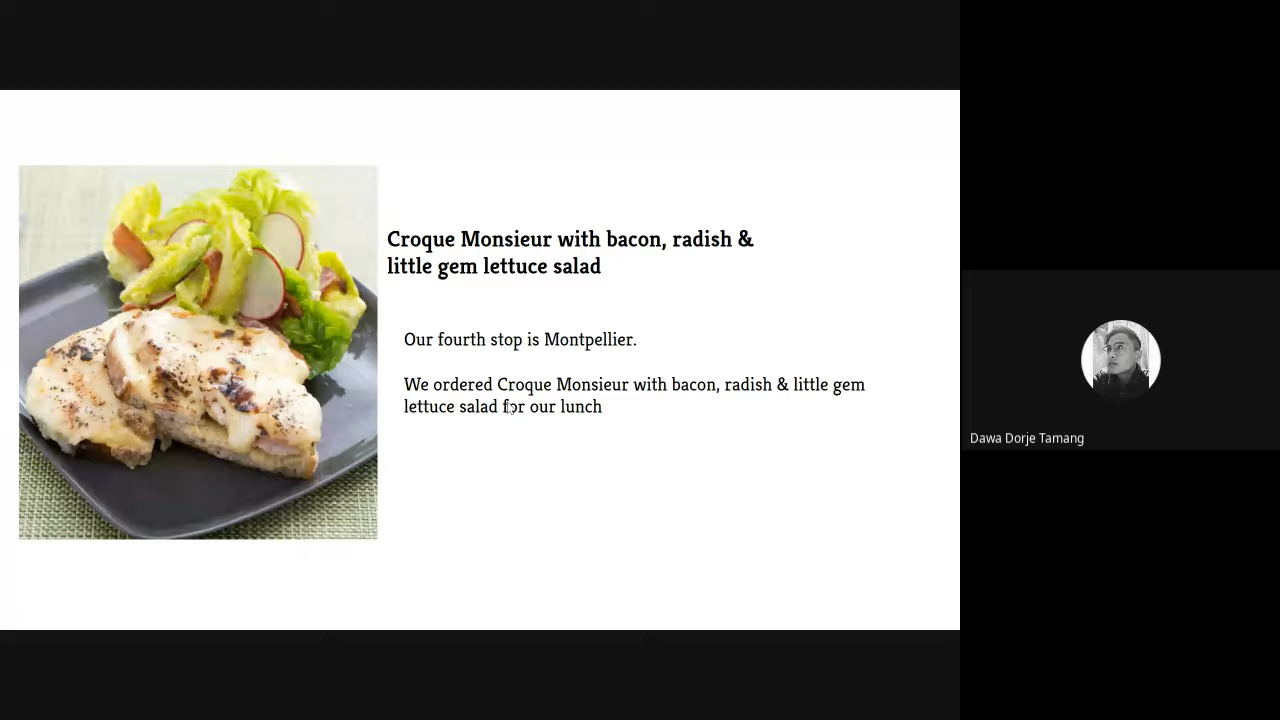 Croque Monsieur with bacon, radish &
little gem lettuce salad
Our fourth stop is Montpellier.
We ordered Croque Monsieur with bacon, radish & little gem
lettuce salad for our lunch
Dawa Dorje Tamang